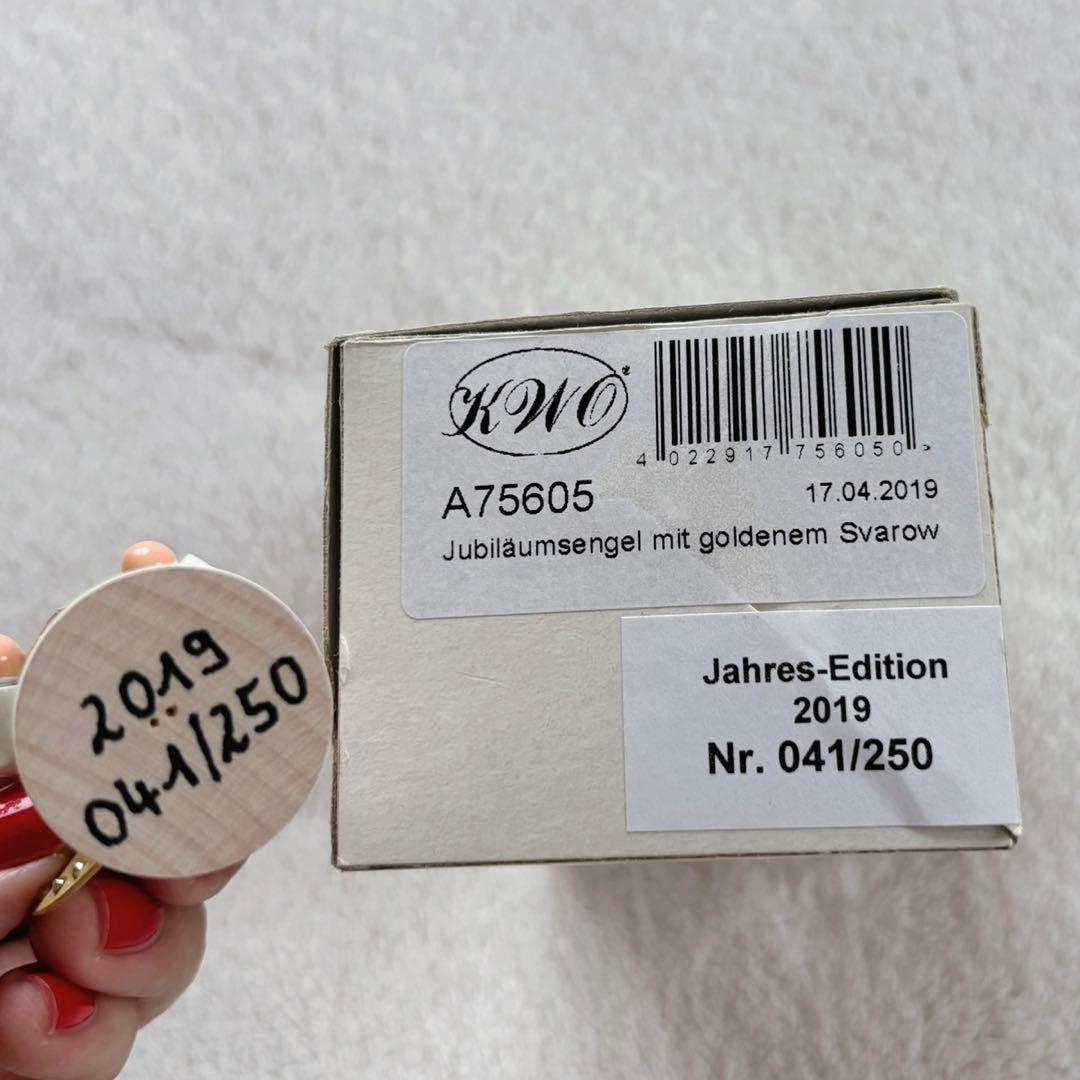 2019
041/250
KWO
4 022917 756050 >
A75605
17.04.2019
Jubiläumsengel mit goldenem Svarow
Jahres-Edition
2019
Nr. 041/250